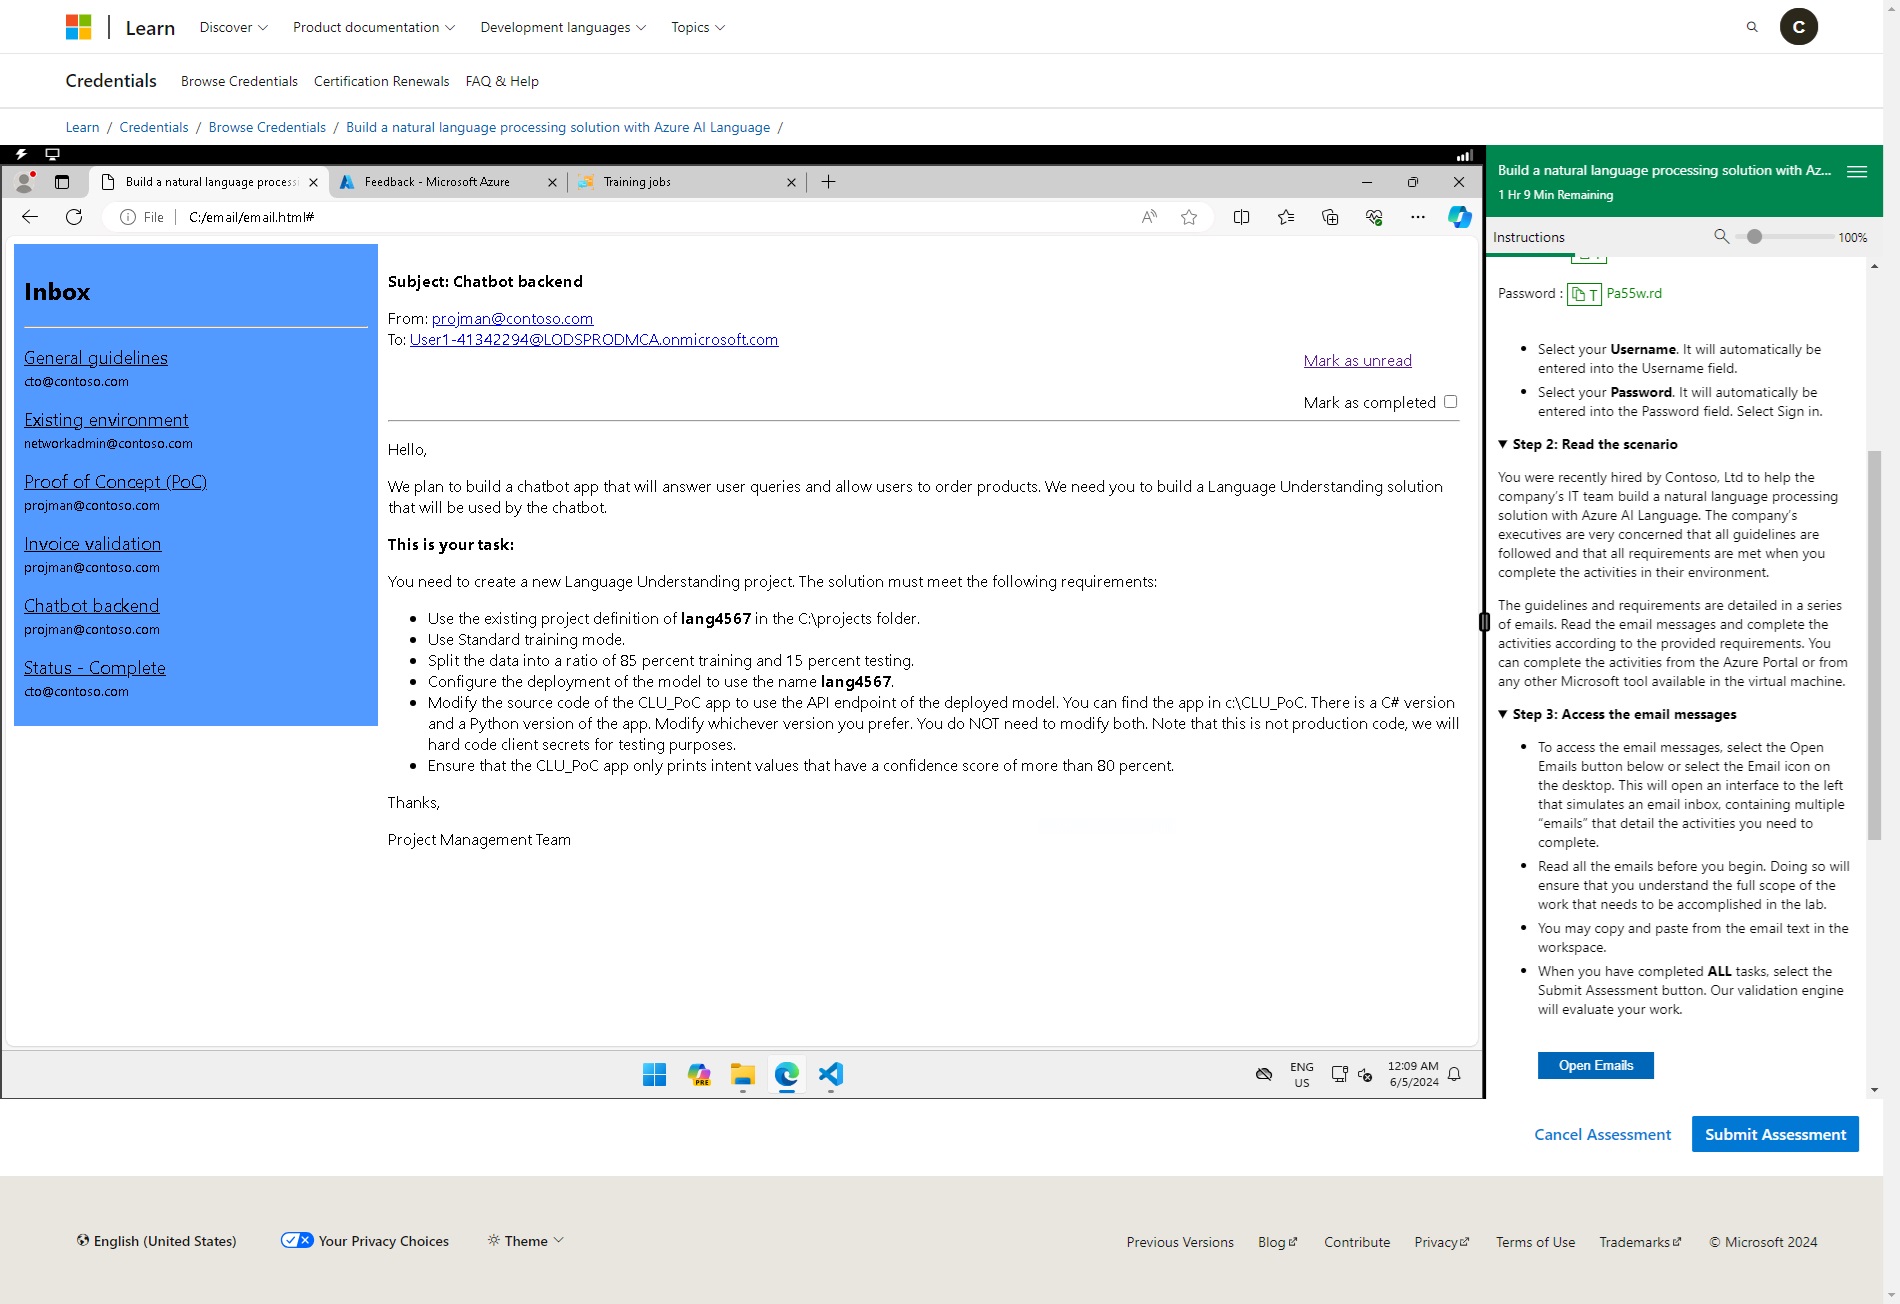 Learn
Discover
Product documentation
Development languages
Topics
C
Credentials
Browse Credentials
Certification Renewals
FAQ & Help
Learn / Credentials / Browse Credentials / Build a natural language processing solution with Azure AI Language /
Build a natural language process
Feedback - Microsoft Azure
Training jobs
File
C:/email/email.html#
Inbox
General guidelines
cto@contoso.com
Existing environment
networkadmin@contoso.com
Proof of Concept (PoC)
projman@contoso.com
Invoice validation
projman@contoso.com
Chatbot backend
projman@contoso.com
Status - Complete
cto@contoso.com
Subject: Chatbot backend
From: projman@contoso.com
To: User1-41342294@LODSPRODMCA.onmicrosoft.com
Mark as unread
Mark as completed
Hello,
We plan to build a chatbot app that will answer user queries and allow users to order products. We need you to build a Language Understanding solution
that will be used by the chatbot.
This is your task:
You need to create a new Language Understanding project. The solution must meet the following requirements:
Use the existing project definition of lang4567 in the C:\projects folder.
Use Standard training mode.
Split the data into a ratio of 85 percent training and 15 percent testing.
Configure the deployment of the model to use the name lang4567.
Modify the source code of the CLU_PoC app to use the API endpoint of the deployed model. You can find the app in c:\CLU_PoC. There is a C# version
and a Python version of the app. Modify whichever version you prefer. You do NOT need to modify both. Note that this is not production code, we will
hard code client secrets for testing purposes.
Ensure that the CLU_PoC app only prints intent values that have a confidence score of more than 80 percent.
Thanks,
Project Management Team
PRE
ENG
US
12:09 AM
6/5/2024
Build a natural language processing solution with Az...
1 Hr 9 Min Remaining
Instructions
100%
Password : T Pa55w.rd
Select your Username. It will automatically be
entered into the Username field.
Select your Password. It will automatically be
entered into the Password field. Select Sign in.
Step 2: Read the scenario
You were recently hired by Contoso, Ltd to help the
company's IT team build a natural language processing
solution with Azure AI Language. The company's
executives are very concerned that all guidelines are
followed and that all requirements are met when you
complete the activities in their environment.
The guidelines and requirements are detailed in a series
of emails. Read the email messages and complete the
activities according to the provided requirements. You
can complete the activities from the Azure Portal or from
any other Microsoft tool available in the virtual machine.
Step 3: Access the email messages
To access the email messages, select the Open
Emails button below or select the Email icon on
the desktop. This will open an interface to the left
that simulates an email inbox, containing multiple
“emails” that detail the activities you need to
complete.
Read all the emails before you begin. Doing so will
ensure that you understand the full scope of the
work that needs to be accomplished in the lab.
You may copy and paste from the email text in the
workspace.
When you have completed ALL tasks, select the
Submit Assessment button. Our validation engine
will evaluate your work.
Open Emails
Cancel Assessment
Submit Assessment
English (United States)
Your Privacy Choices
Theme
Previous Versions
Blog
Contribute
Privacy
Terms of Use
Trademarks
© Microsoft 2024